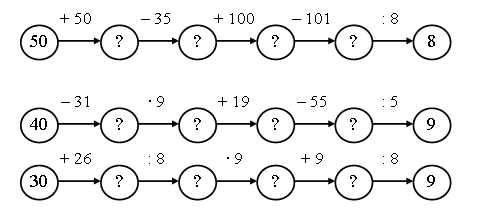 + 50 − 35 + 100 − 101 : 8
50 ? ? ? ? 8
− 31 · 9 + 19 − 55 : 5
40 ? ? ? ? 9
+ 26 : 8 · 9 + 9 : 8
30 ? ? ? ? 9